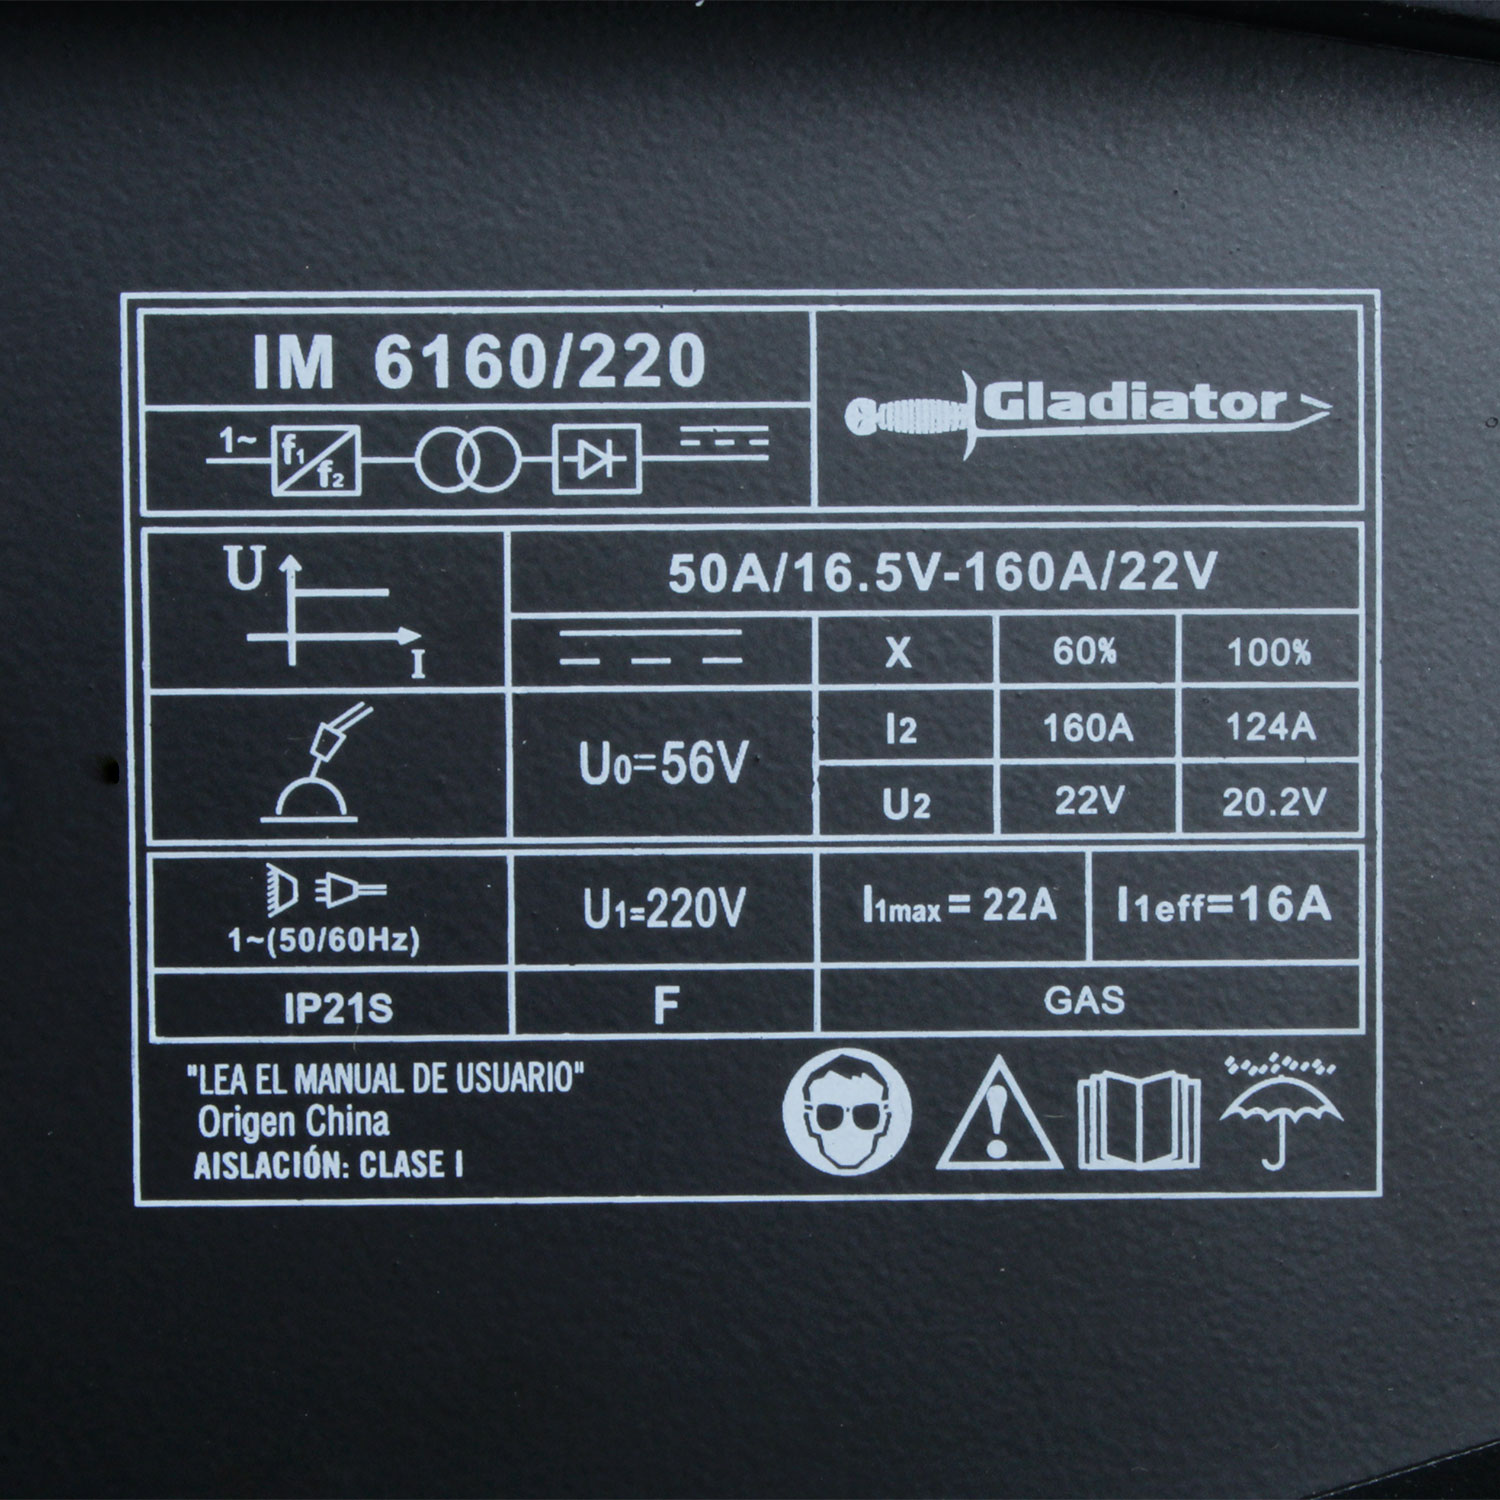 IM 6160/220
Gladiator
1~ f1 f2
U
I
50A/16.5V-160A/22V
X 60% 100%
U0=56V
I2 160A 124A
U2 22V 20.2V
1~(50/60Hz)
U1=220V
I1max= 22A
I1eff=16A
IP21S F GAS
"LEA EL MANUAL DE USUARIO"
Origen China
AISLACIÓN: CLASE I